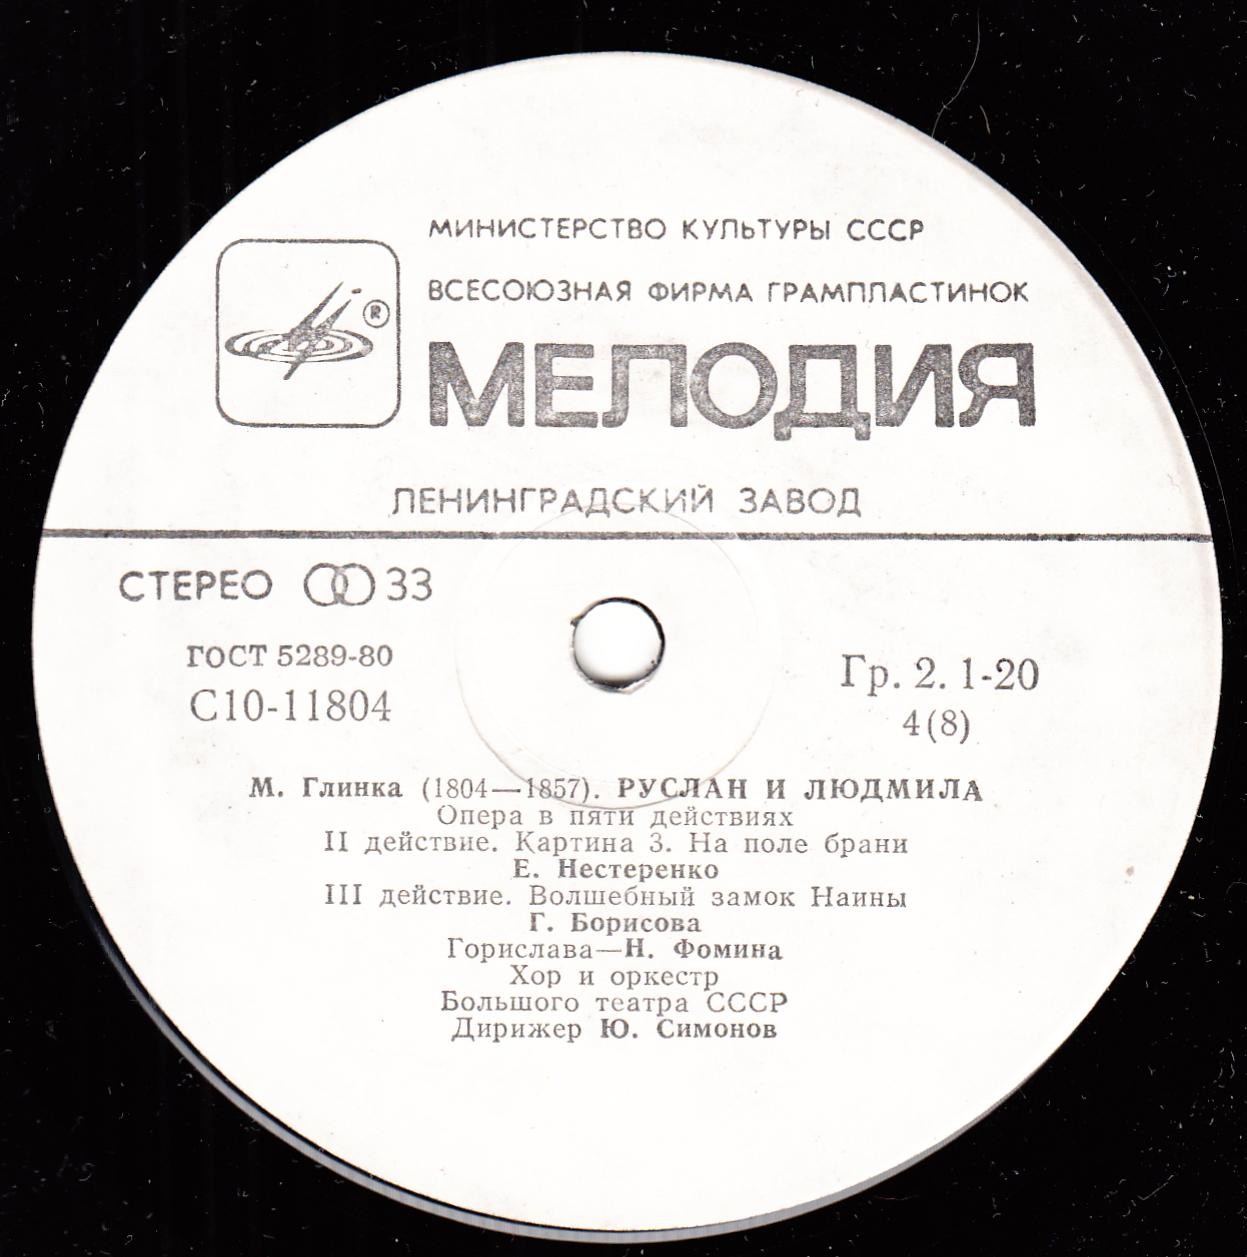 МИНИСТЕРСТВО КУЛЬТУРЫ СССР
ВСЕСОЮЗНАЯ ФИРМА ГРАМПЛАСТИНОК
®
МЕЛОДИЯ
ЛЕНИНГРАДСКИЙ ЗАВОД
СТЕРЕО 33
ГОСТ 5289-80
С10-11804
Гр. 2. 1-20
4(8)
М. Глинка (1804—1857). РУСЛАН И ЛЮДМИЛА
Опера в пяти действиях
II действие. Картина 3. На поле брани
Е. Нестеренко
III действие. Волшебный замок Наины
Г. Борисова
Горислава—Н. Фомина
Хор и оркестр
Большого театра СССР
Дирижер Ю. Симонов